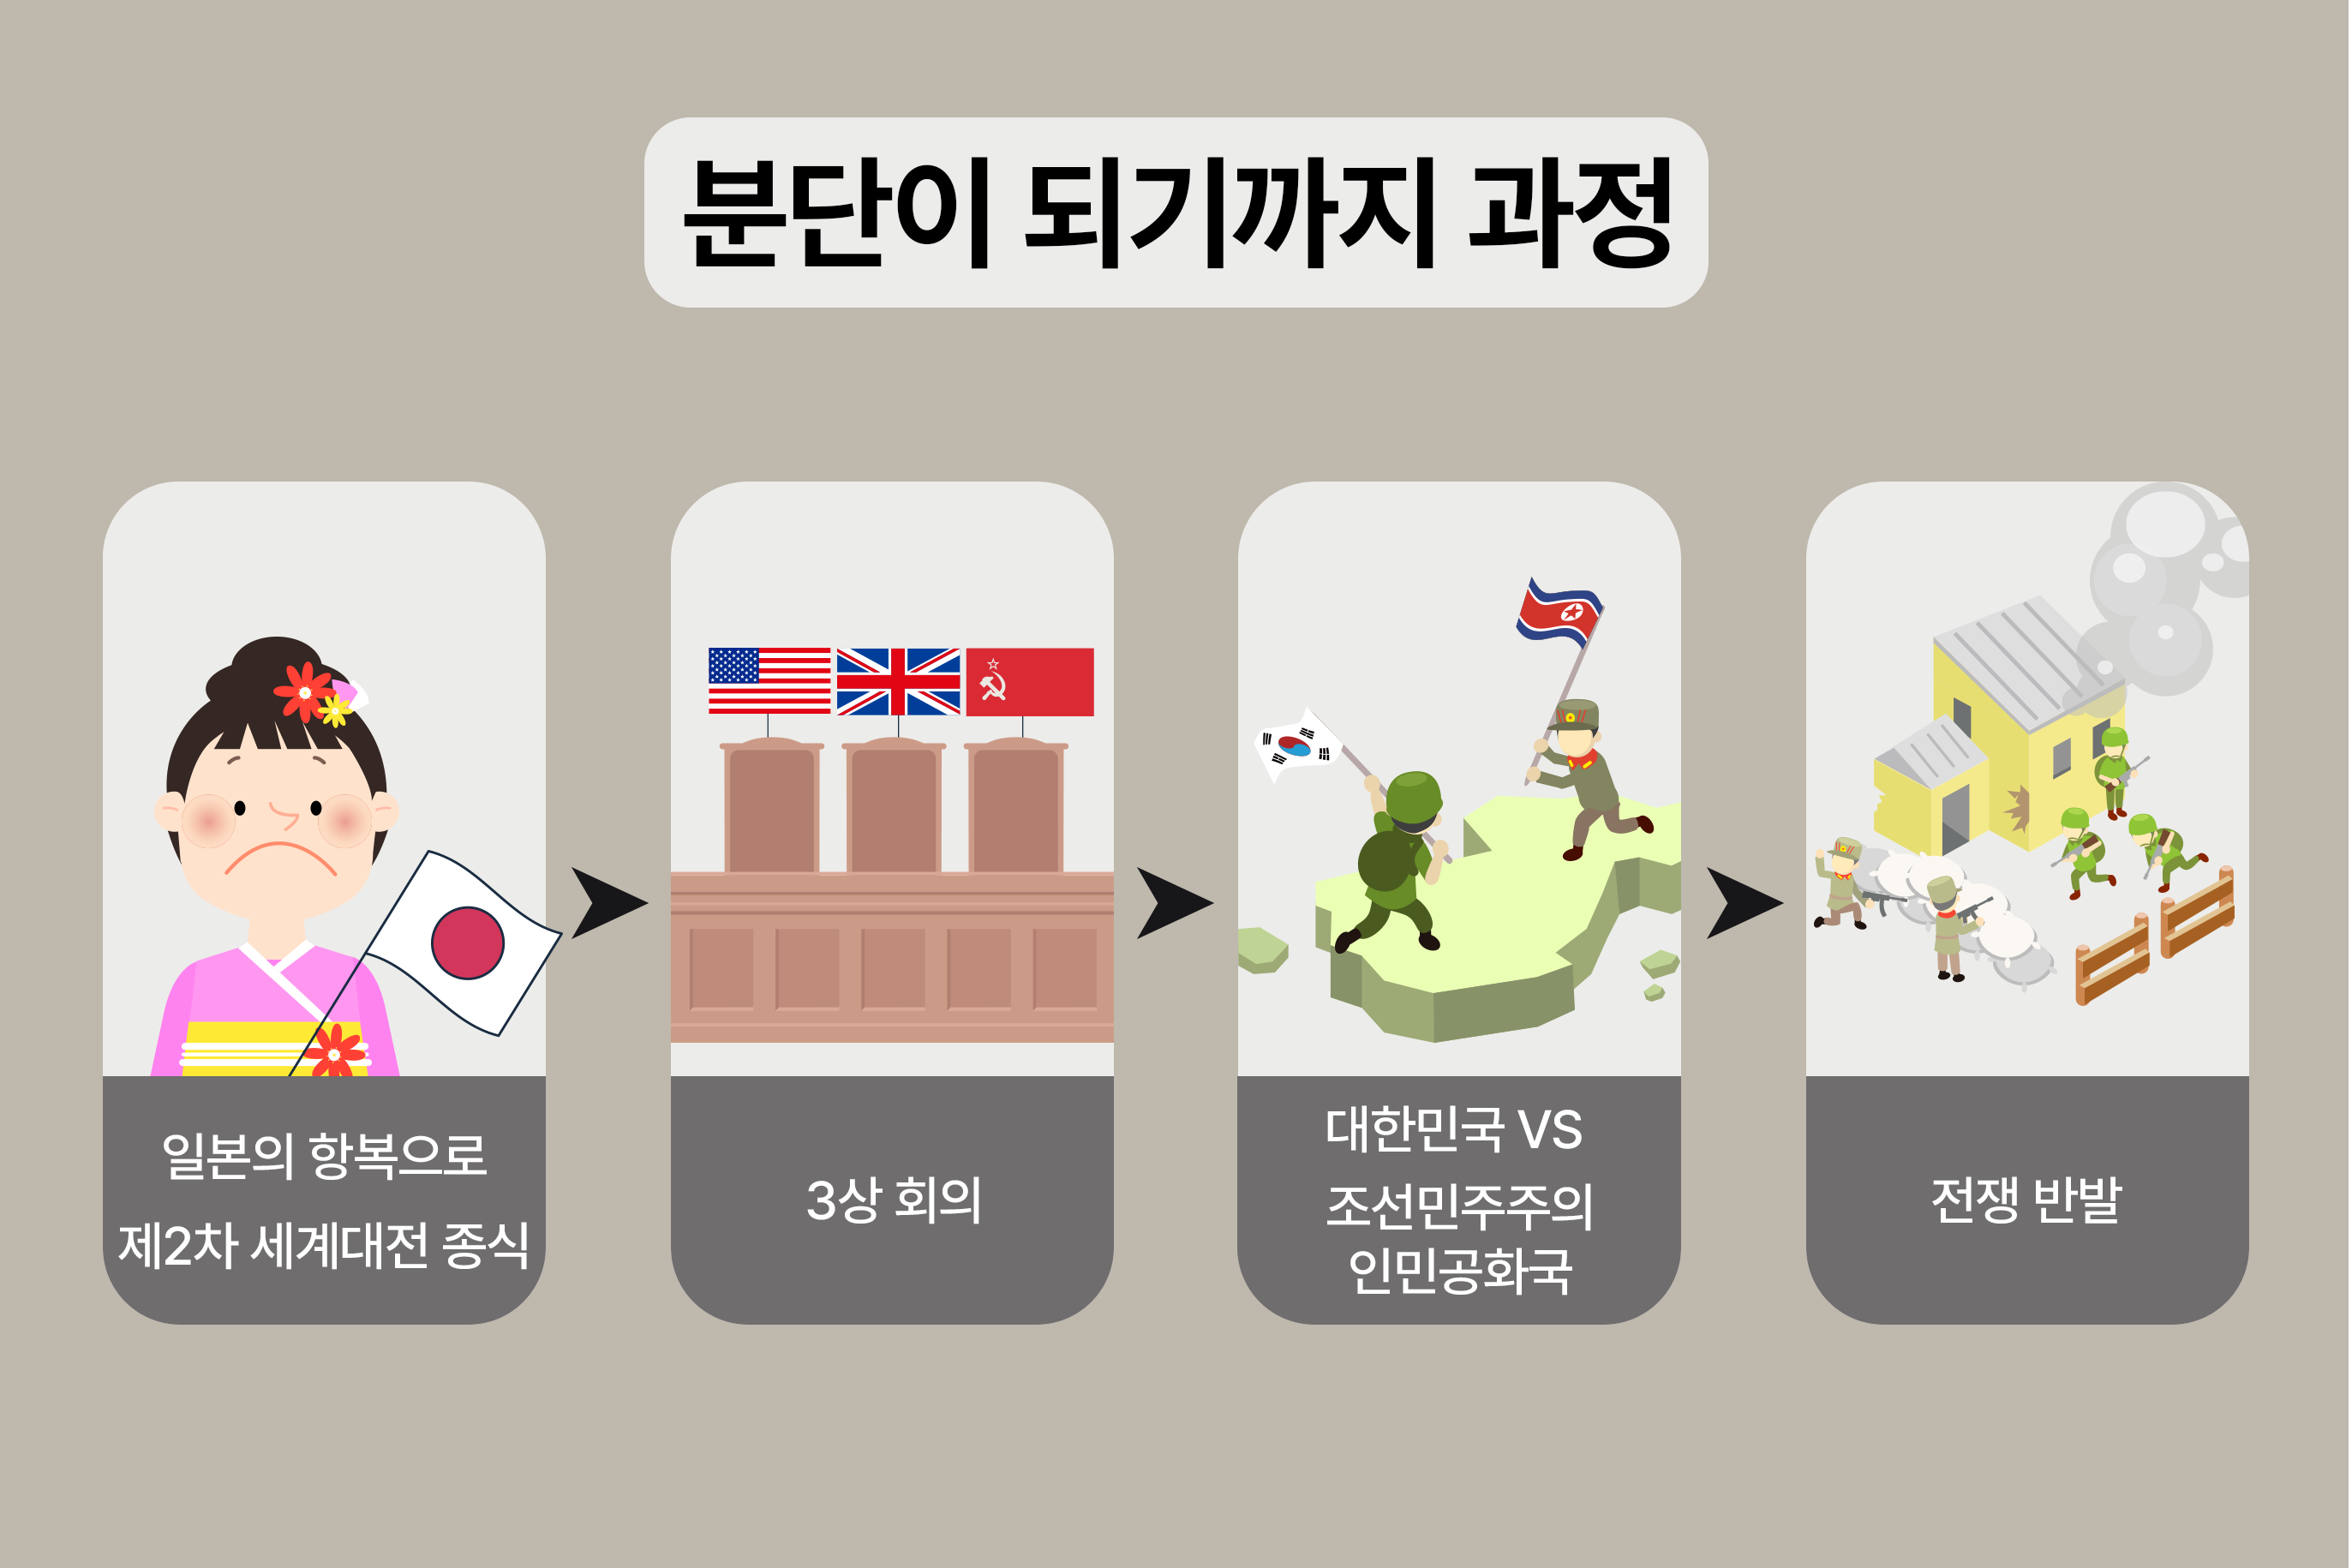 분단이 되기까지 과정
일본의 항복으로
제2차 세계대전 종식
3상 회의
대한민국 VS
조선민주주의
인민공화국
전쟁 반발